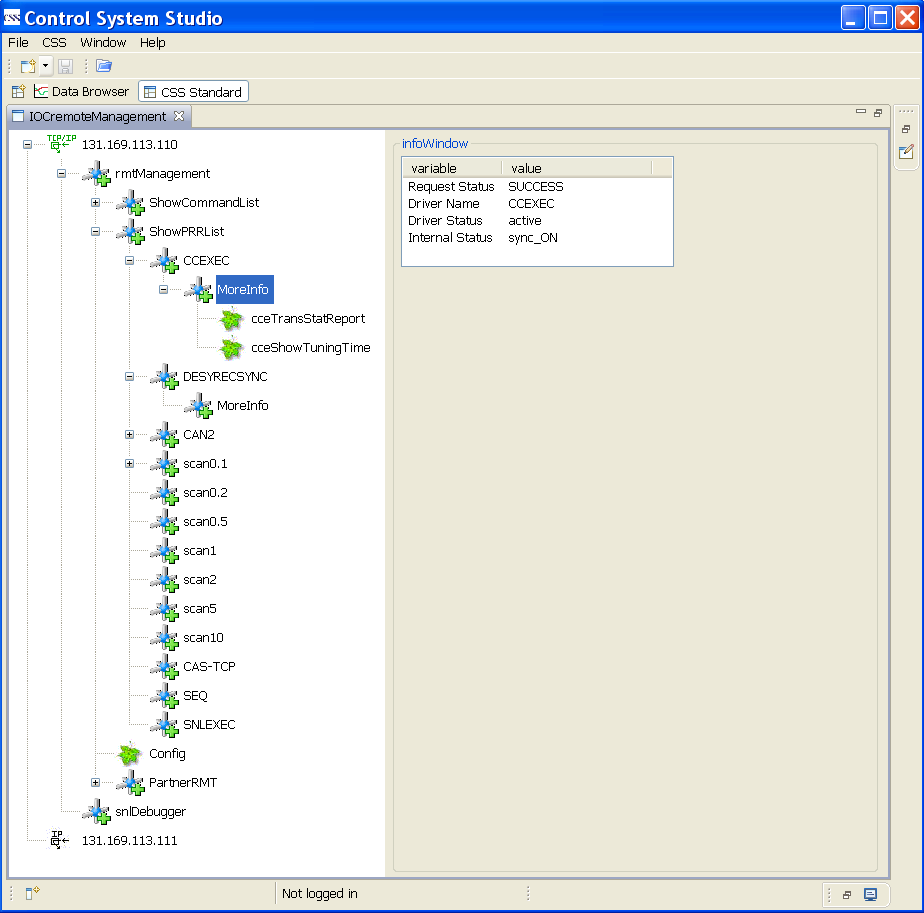 CSS Control System Studio
File CSS Window Help
Data Browser CSS Standard
IOCremoteManagement
TCP/IP 131.169.113.110
rmtManagement
ShowCommandList
ShowPRRList
CCEXEC
MoreInfo
cceTransStatReport
cceShowTuningTime
DESYRECSYNC
MoreInfo
CAN2
scan0.1
scan0.2
scan0.5
scan1
scan2
scan5
scan10
CAS-TCP
SEQ
SNLEXEC
Config
PartnerRMT
snlDebugger
IP 131.169.113.111
infoWindow
variable value
Request Status SUCCESS
Driver Name CCEXEC
Driver Status active
Internal Status sync_ON
Not logged in